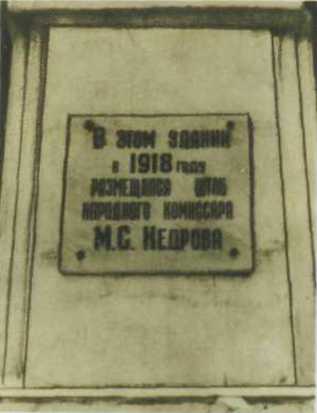 В ЭТОМ ЗДАНИИ
в 1918 году
РАЗМЕЩАЛСЯ ШТАБ
НАРОДНОГО КОМИССАРА
М.С. КЕДРОВА